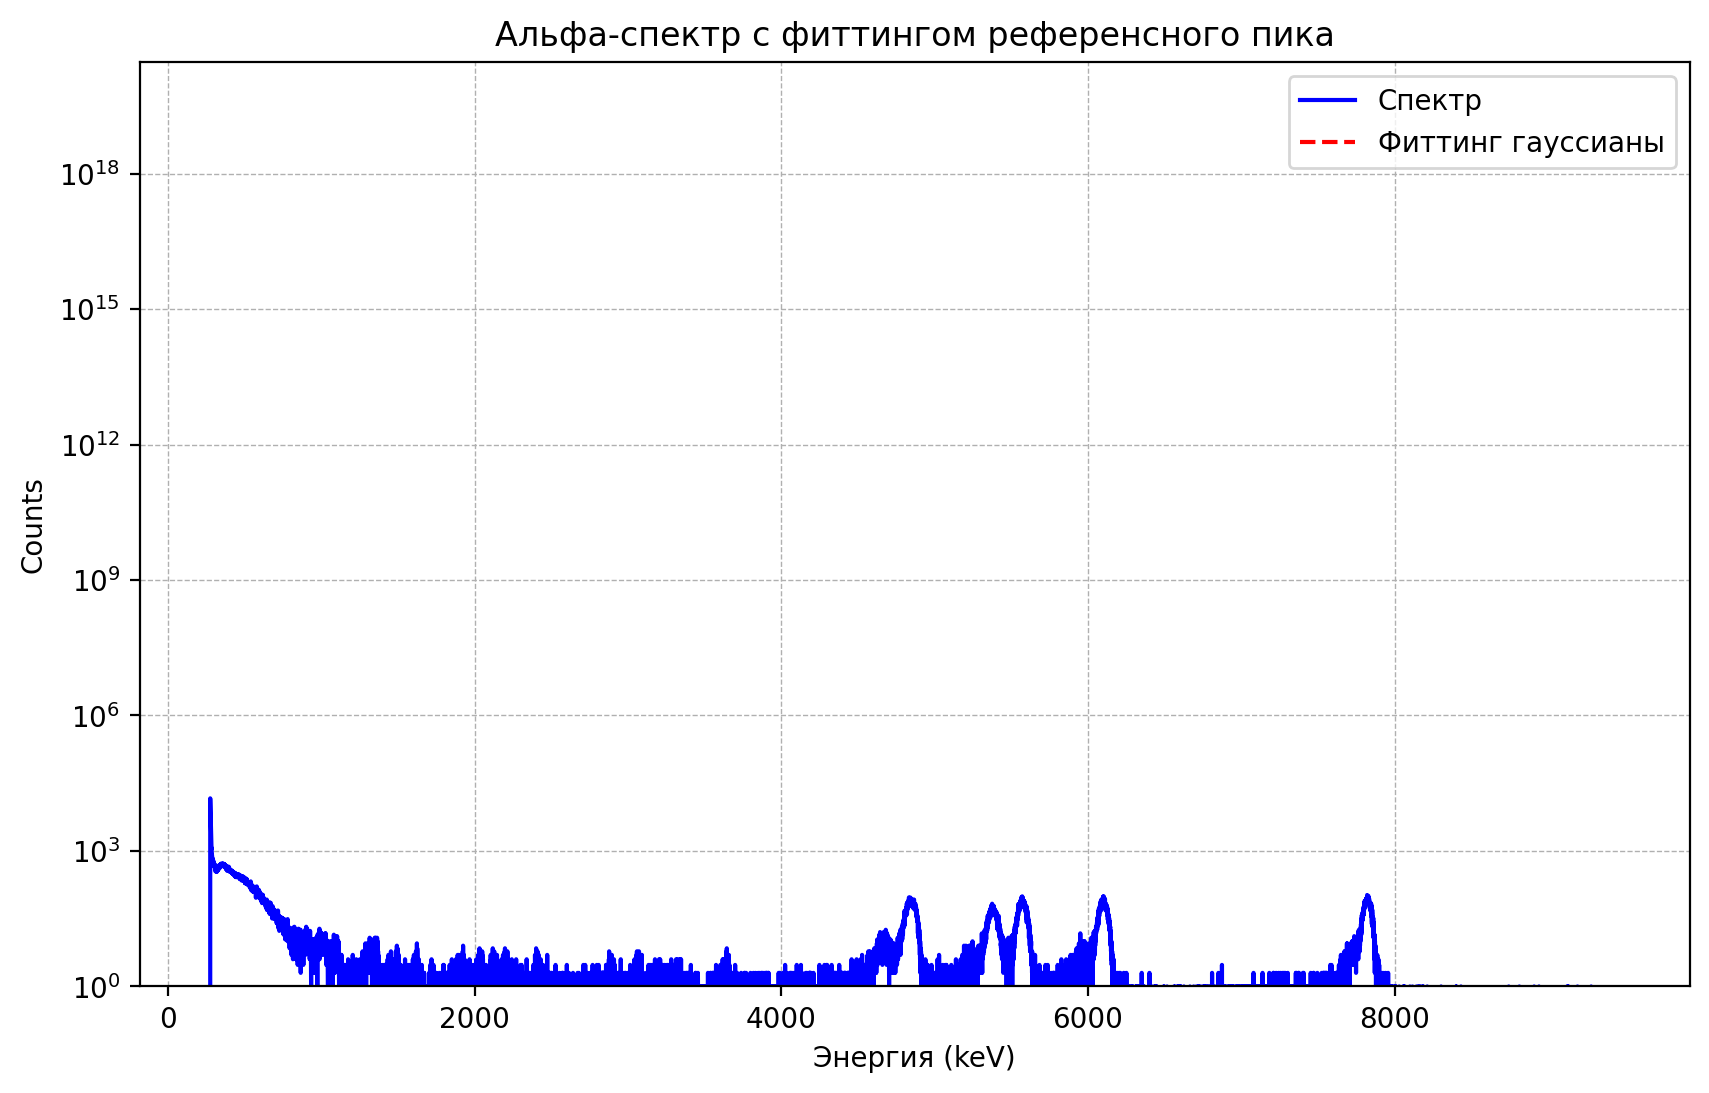 Альфа-спектр с фиттингом референсного пика
Спектр
Фиттинг гауссианы
Counts
10^18
10^15
10^12
10^9
10^6
10^3
10^0
0 2000 4000 6000 8000
Энергия (keV)